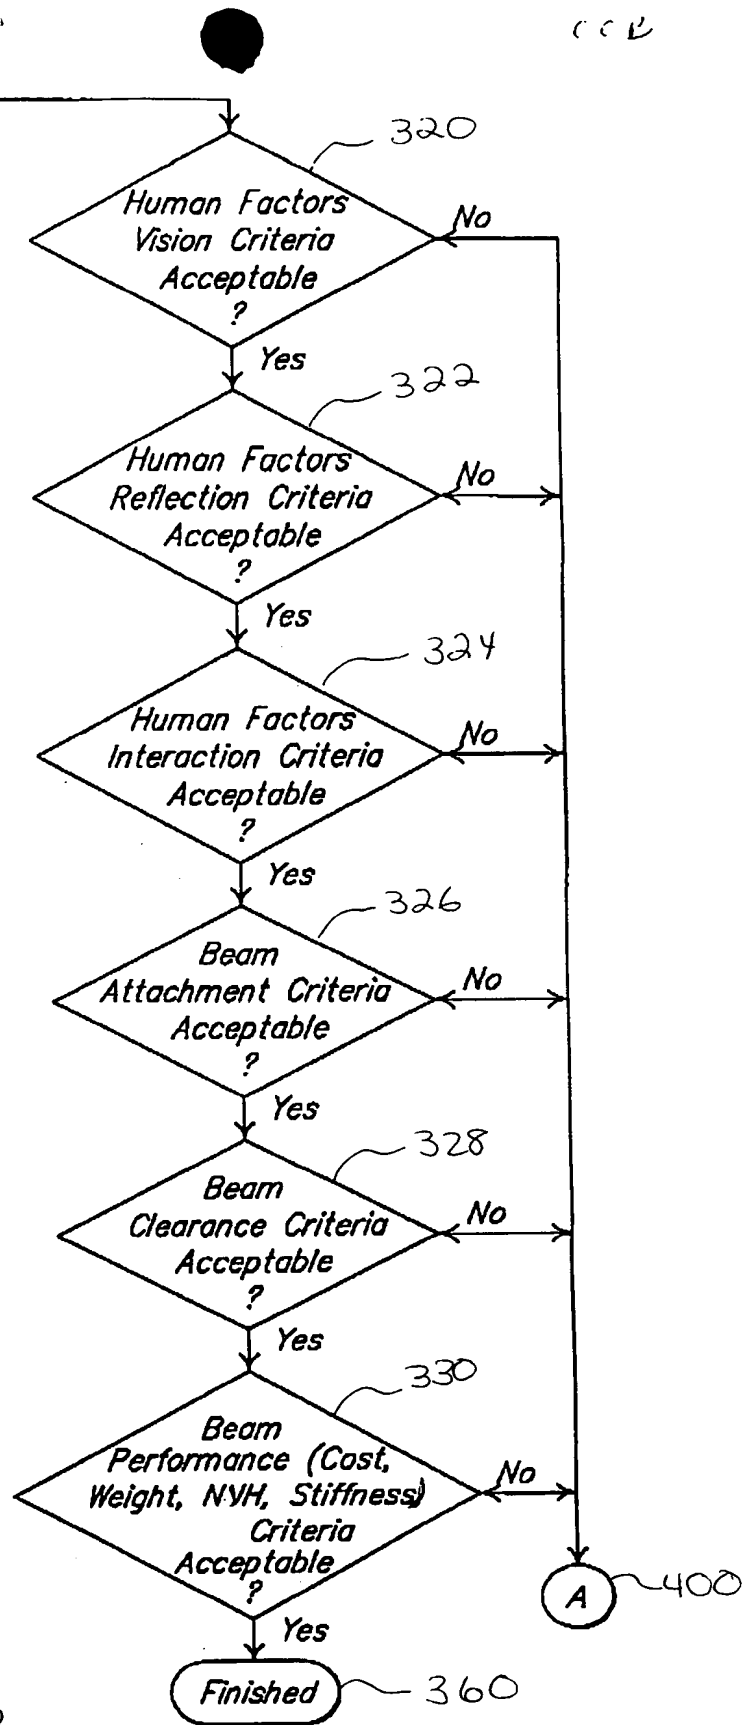 320
Human Factors
Vision Criteria
Acceptable
?
No
Yes
322
Human Factors
Reflection Criteria
Acceptable
?
No
Yes
324
Human Factors
Interaction Criteria
Acceptable
?
No
Yes
326
Beam
Attachment Criteria
Acceptable
?
No
Yes
328
Beam
Clearance Criteria
Acceptable
?
No
Yes
330
Beam
Performance (Cost,
Weight, NVH, Stiffness)
Criteria
Acceptable
?
No
Yes
A
400
Finished
360